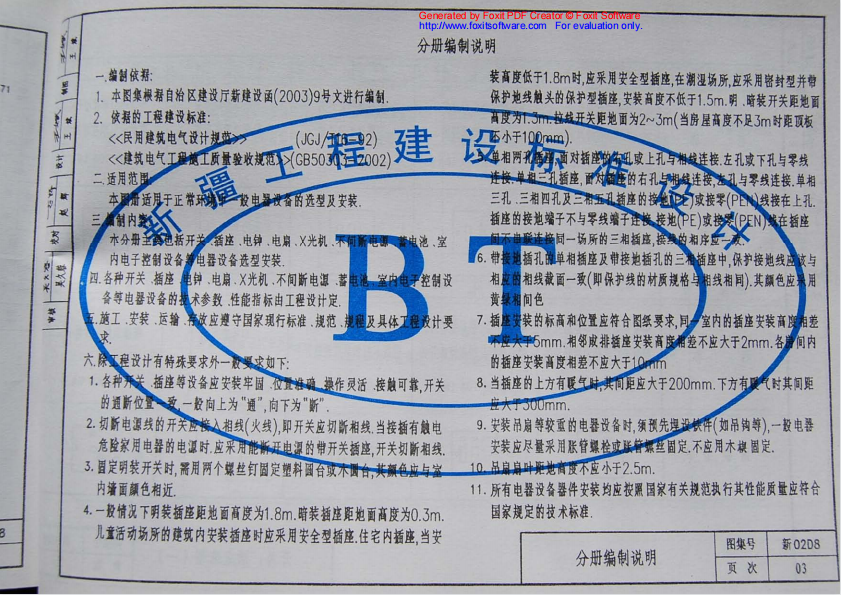 Generated by Foxit PDF Creator © Foxit Software
http://www.foxitsoftware.com For evaluation only.
分册编制说明
一.编制依据:
1. 本图集根据自治区建设厅新建设函(2003)9号文进行编制.
2. 依据的工程建设标准:
<<民用建筑电气设计规范>> (JGJ/T16-92)
<<建筑电气工程施工质量验收规范>>(GB50303-2002)
二.适用范围:
本图册适用于正常环境下一般电器设备的选型及安装.
三.编制内容:
本分册主要包括开关.插座.电钟.电扇.X光机.不间断电源.蓄电池.室
内电子控制设备等电器设备选型安装.
四.各种开关.插座.电钟.电扇.X光机.不间断电源.蓄电池.室内电子控制设
备等电器设备的技术参数.性能指标由工程设计定.
五.施工.安装.运输.存放应遵守国家现行标准.规范.规程及具体工程设计要
求.
六.除工程设计有特殊要求外一般要求如下:
1. 各种开关.插座等设备应安装牢固.位置准确.操作灵活.接触可靠,开关
的通断位置一致,一般向上为"通",向下为"断".
2. 切断电源线的开关应接入相线(火线),即开关应切断相线.当接插有触电
危险家用电器的电源时.应采用能断开电源的带开关插座,开关切断相线.
3. 固定明装开关时,需用两个螺丝钉固定塑料圆台或木圆台,其颜色应与室
内墙面颜色相近.
4. 一般情况下明装插座距地面高度为1.8m.暗装插座距地面高度为0.3m.
儿童活动场所的建筑内安装插座时应采用安全型插座.住宅内插座,当安
装高度低于1.8m时,应采用安全型插座,在潮湿场所,应采用密封型并带
保护地线触头的保护型插座,安装高度不低于1.5m.明.暗装开关距地面
高度为1.3m.拉线开关距地面为2~3m(当房屋高度不足3m时距顶板
不小于100mm).
5. 单相两孔插座,面对插座的右孔或上孔与相线连接,左孔或下孔与零线
连接.单相三孔插座,面对插座的右孔与相线连接,左孔与零线连接.单相
三孔.三相四孔及三相五孔插座的接地(PE)或接零(PEN)线接在上孔.
插座的接地端子不与零线端子连接.接地(PE)或接零(PEN)线在插座
间不串联连接同一场所的三相插座,接线的相序应一致.
6. 带接地插孔的单相插座及带接地插孔的三相插座中,保护接地线应该与
相应的相线截面一致(即保护线的材质规格与相线相同).其颜色应采用
黄绿相间色
7. 插座安装的标高和位置应符合图纸要求,同一室内的插座安装高度相差
不应大于5mm.相邻成排插座安装高度相差不应大于2mm.各房间内
的插座安装高度相差不应大于10mm
8. 当插座的上方有暖气时,其间距应大于200mm.下方有暖气时其间距
应大于300mm.
9. 安装吊扇等较重的电器设备时,须预先埋设铁件(如吊钩等),一般电器
安装应尽量采用胀管螺栓或胀管螺丝固定.不应用木楔固定.
10. 吊扇扇叶距地高度不应小于2.5m.
11. 所有电器设备器件安装均应按照国家有关规范执行其性能质量应符合
国家规定的技术标准.
新疆工程建设标准设计
BT
分册编制说明
图集号 新02D8
页 次 03
制图 王斌
设计 王斌
校对 赵辉
审核
71
8